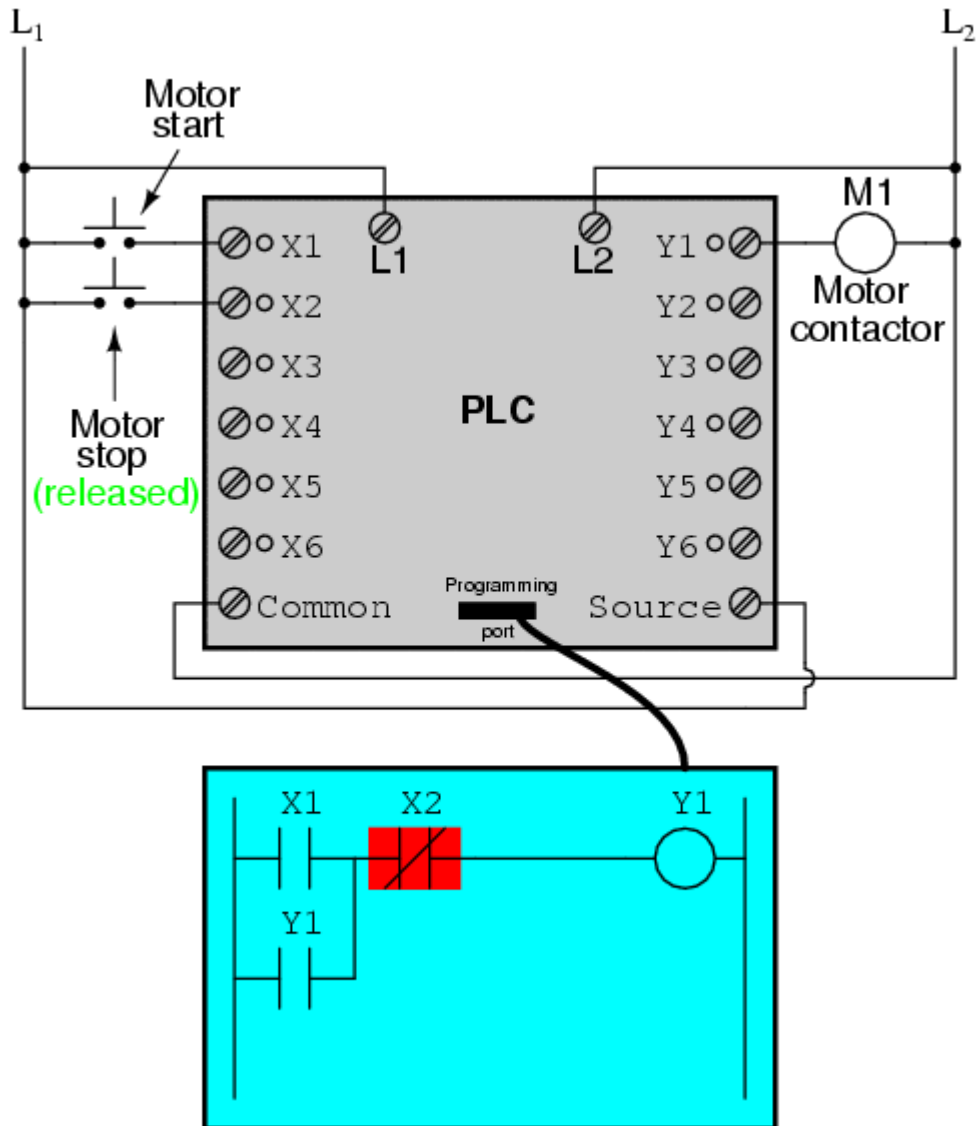 L1
L2
Motor
start
M1
X1
L1
L2
Y1
X2
Y2
Motor
contactor
X3
Y3
PLC
Motor
stop
(released)
X4
Y4
X5
Y5
X6
Y6
Common
Programming
port
Source
X1
X2
Y1
Y1